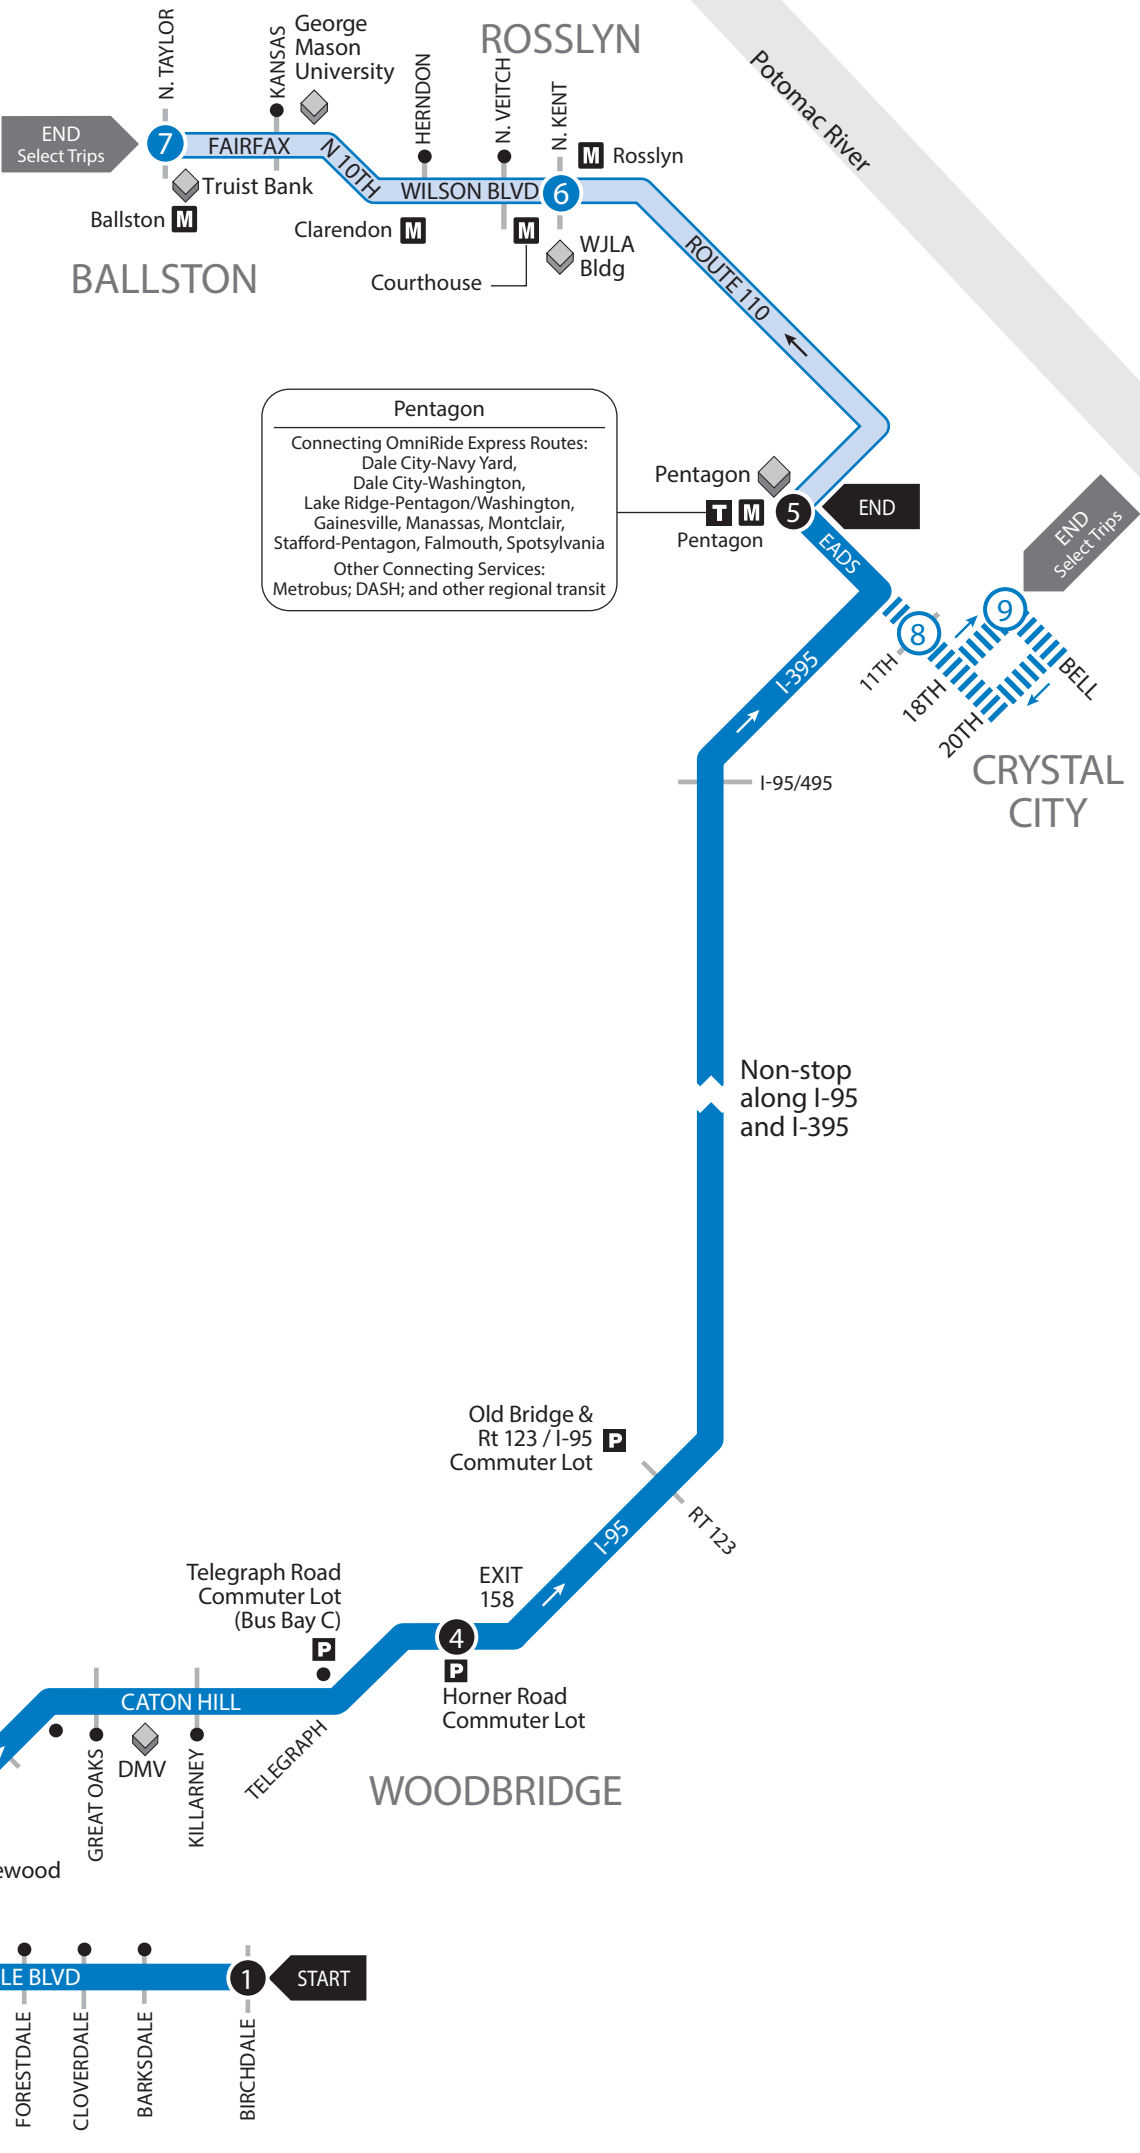 N. TAYLOR
KANSAS
George
Mason
University
ROSSLYN
HERNDON
N. VEITCH
N. KENT
Potomac River
END
Select Trips
7
FAIRFAX
N 10TH
M Rosslyn
WILSON BLVD
6
Truist Bank
Ballston M
Clarendon M
M
Courthouse
WJLA
Bldg
BALLSTON
ROUTE 110
Pentagon
Connecting OmniRide Express Routes:
Dale City-Navy Yard,
Dale City-Washington,
Lake Ridge-Pentagon/Washington,
Gainesville, Manassas, Montclair,
Stafford-Pentagon, Falmouth, Spotsylvania
Other Connecting Services:
Metrobus; DASH; and other regional transit
Pentagon
T M
Pentagon
5
END
EADS
END
Select Trips
8
9
11TH
18TH
20TH
BELL
CRYSTAL
CITY
I-395
I-95/495
Non-stop
along I-95
and I-395
Old Bridge &
Rt 123 / I-95
Commuter Lot
P
RT 123
I-95
EXIT
158
Telegraph Road
Commuter Lot
(Bus Bay C)
P
4
P
Horner Road
Commuter Lot
CATON HILL
GREAT OAKS
DMV
KILLARNEY
TELEGRAPH
WOODBRIDGE
ewood
LE BLVD
1
START
FORESTDALE
CLOVERDALE
BARKSDALE
BIRCHDALE